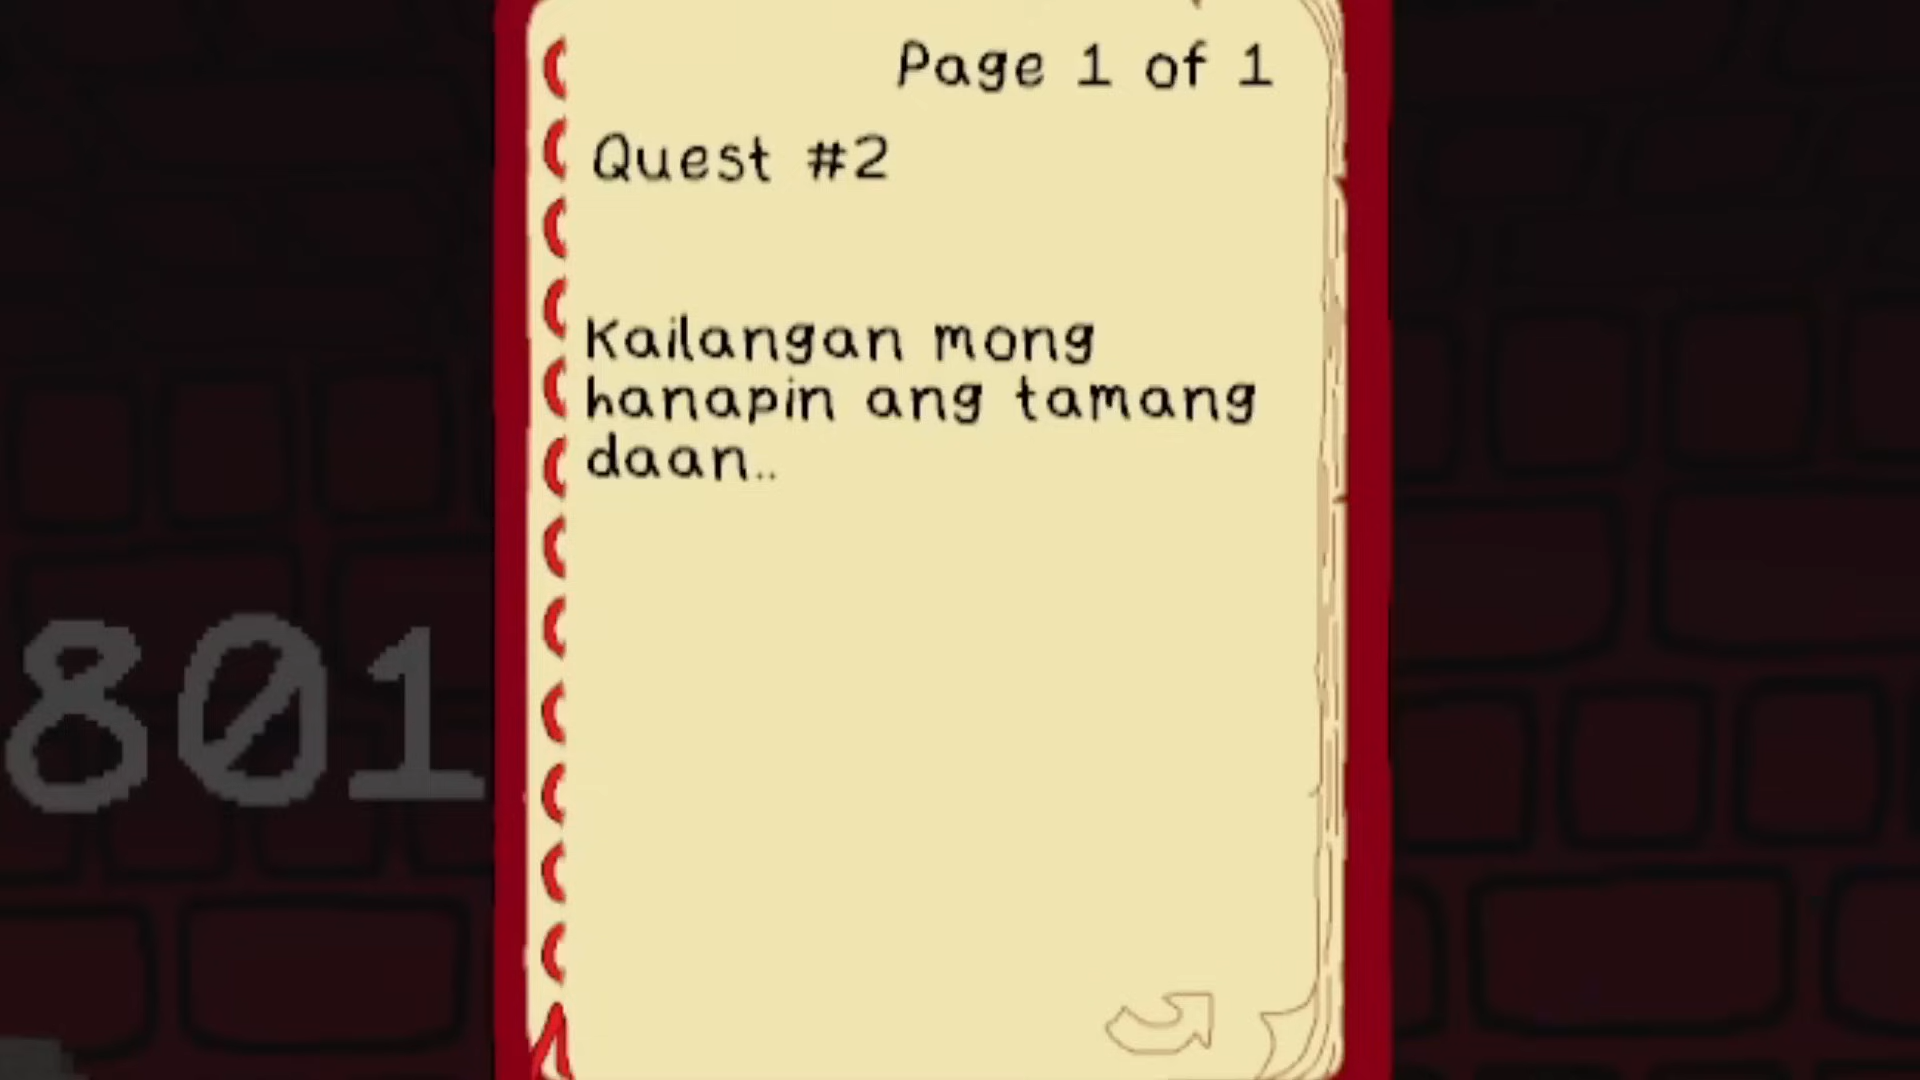 Page 1 of 1
Quest #2
Kailangan mong
hanapin ang tamang
daan..
801